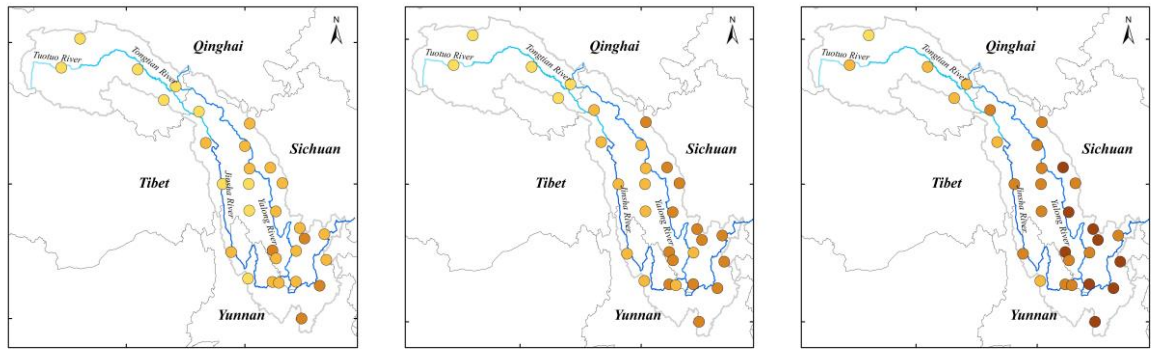 N
Qinghai
Tuotuo River
Tongtian River
Sichuan
Tibet
Jinsha River
Yalong River
Yunnan
N
Qinghai
Tuotuo River
Tongtian River
Sichuan
Tibet
Jinsha River
Yalong River
Yunnan
N
Qinghai
Tuotuo River
Tongtian River
Sichuan
Tibet
Jinsha River
Yalong River
Yunnan